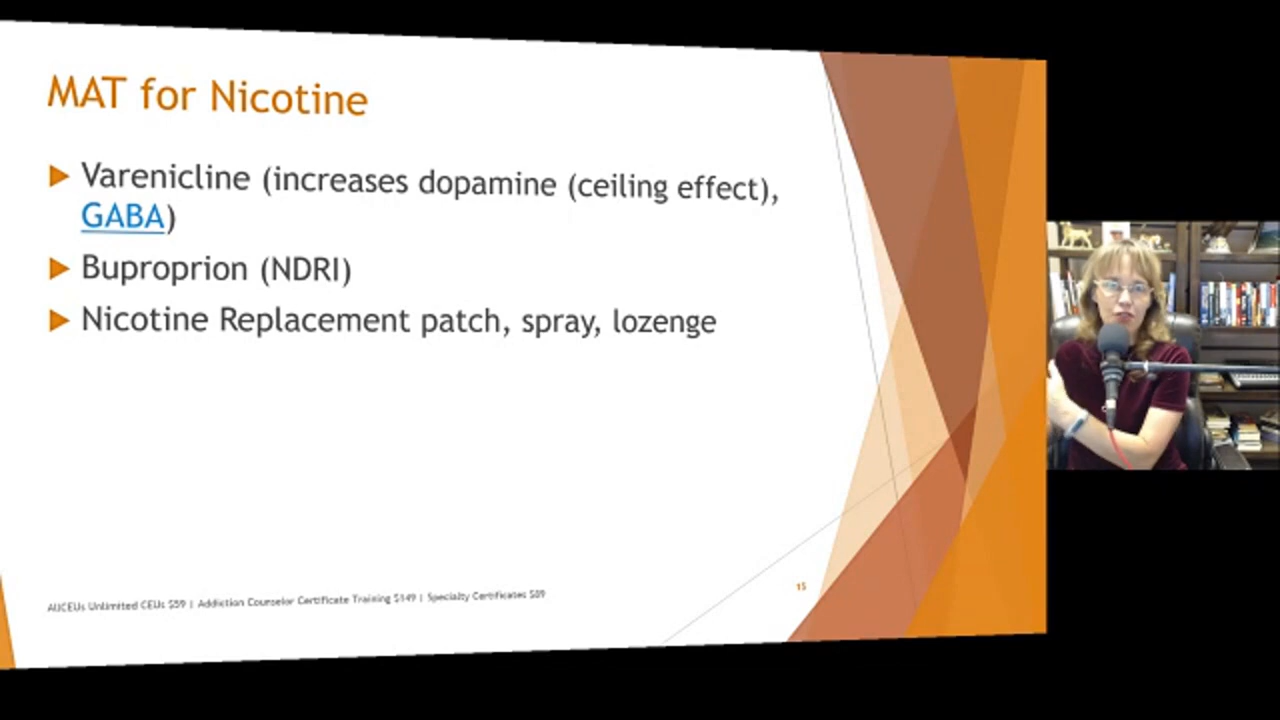 MAT for Nicotine
Varenicline (increases dopamine (ceiling effect),
GABA)
Buproprion (NDRI)
Nicotine Replacement patch, spray, lozenge
AllCEUs Unlimited CEUs $59 | Addiction Counselor Certificate Training $149 | Specialty Certificates $89
15